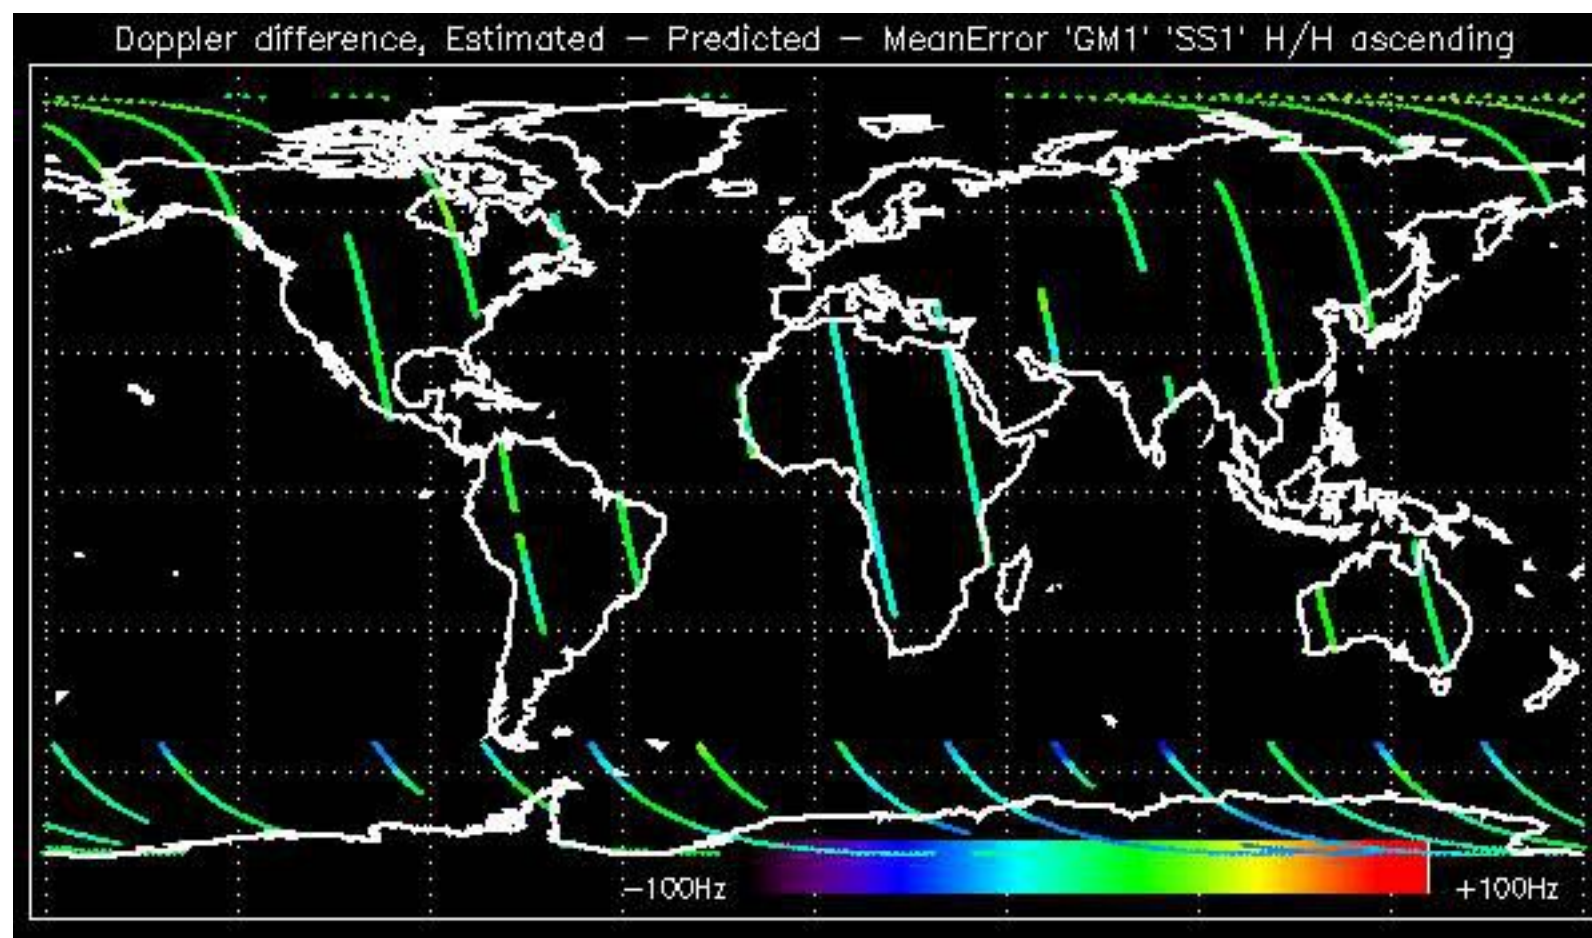 Doppler difference, Estimated – Predicted – MeanError 'GM1' 'SS1' H/H ascending
–100Hz +100Hz